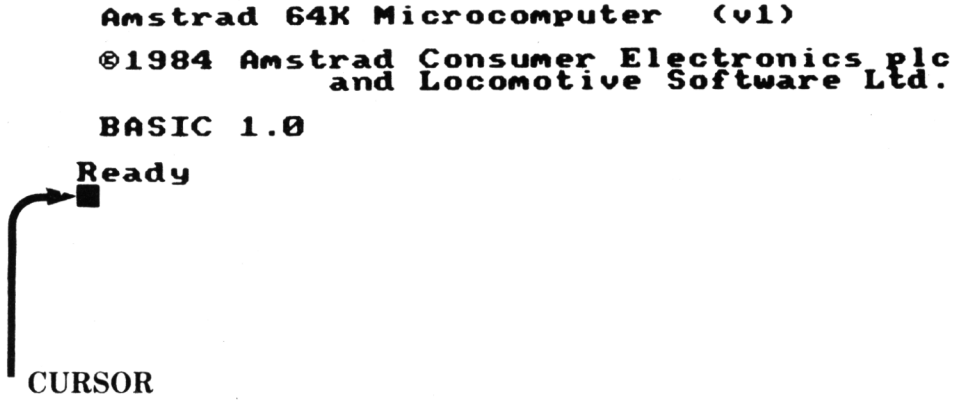 Amstrad 64K Microcomputer (v1)
©1984 Amstrad Consumer Electronics plc
and Locomotive Software Ltd.
BASIC 1.0
Ready
CURSOR